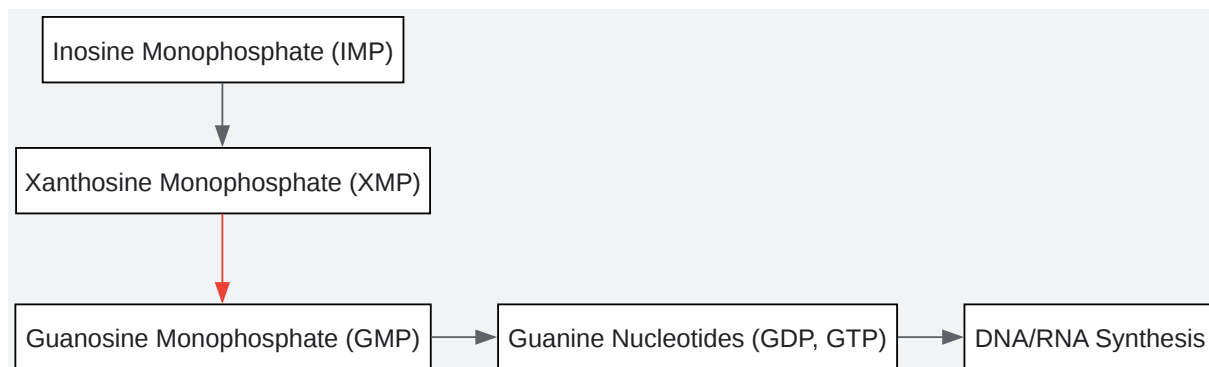 Inosine Monophosphate (IMP)
Xanthosine Monophosphate (XMP)
Guanosine Monophosphate (GMP)
Guanine Nucleotides (GDP, GTP)
DNA/RNA Synthesis